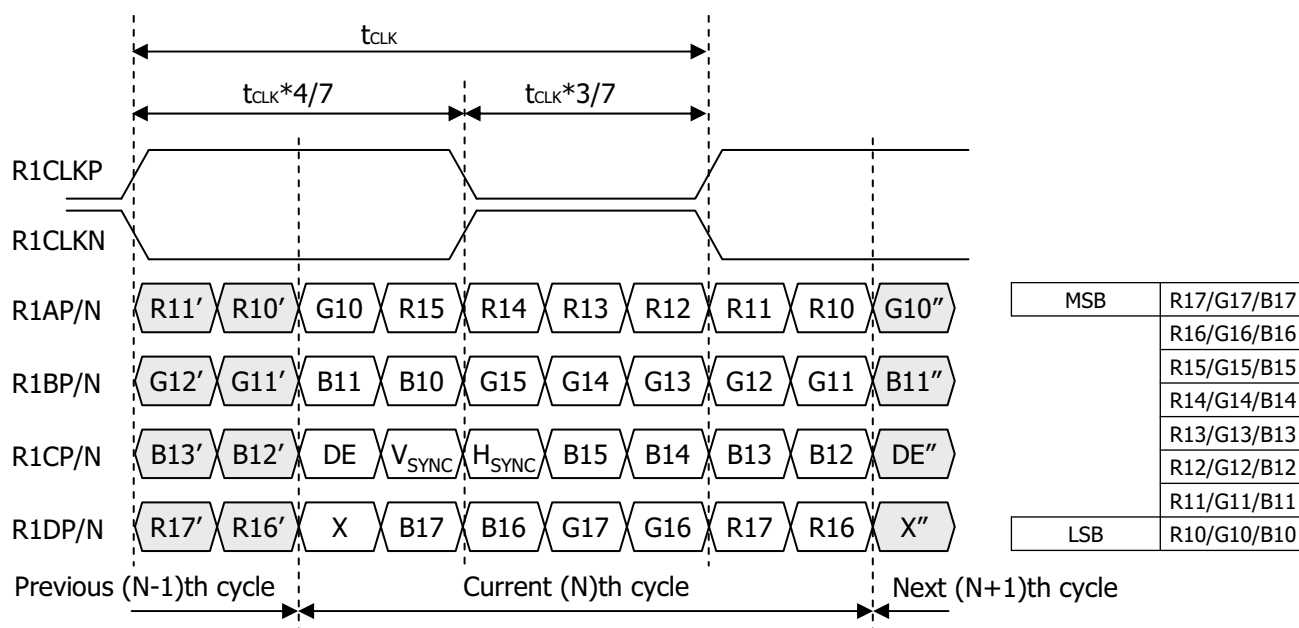 tCLK
tCLK*4/7 tCLK*3/7
R1CLKP
R1CLKN
R1AP/N R11′ R10′ G10 R15 R14 R13 R12 R11 R10 G10″
R1BP/N G12′ G11′ B11 B10 G15 G14 G13 G12 G11 B11″
R1CP/N B13′ B12′ DE VSYNC HSYNC B15 B14 B13 B12 DE″
R1DP/N R17′ R16′ X B17 B16 G17 G16 R17 R16 X″
Previous (N-1)th cycle Current (N)th cycle Next (N+1)th cycle
MSB R17/G17/B17
R16/G16/B16
R15/G15/B15
R14/G14/B14
R13/G13/B13
R12/G12/B12
R11/G11/B11
LSB R10/G10/B10